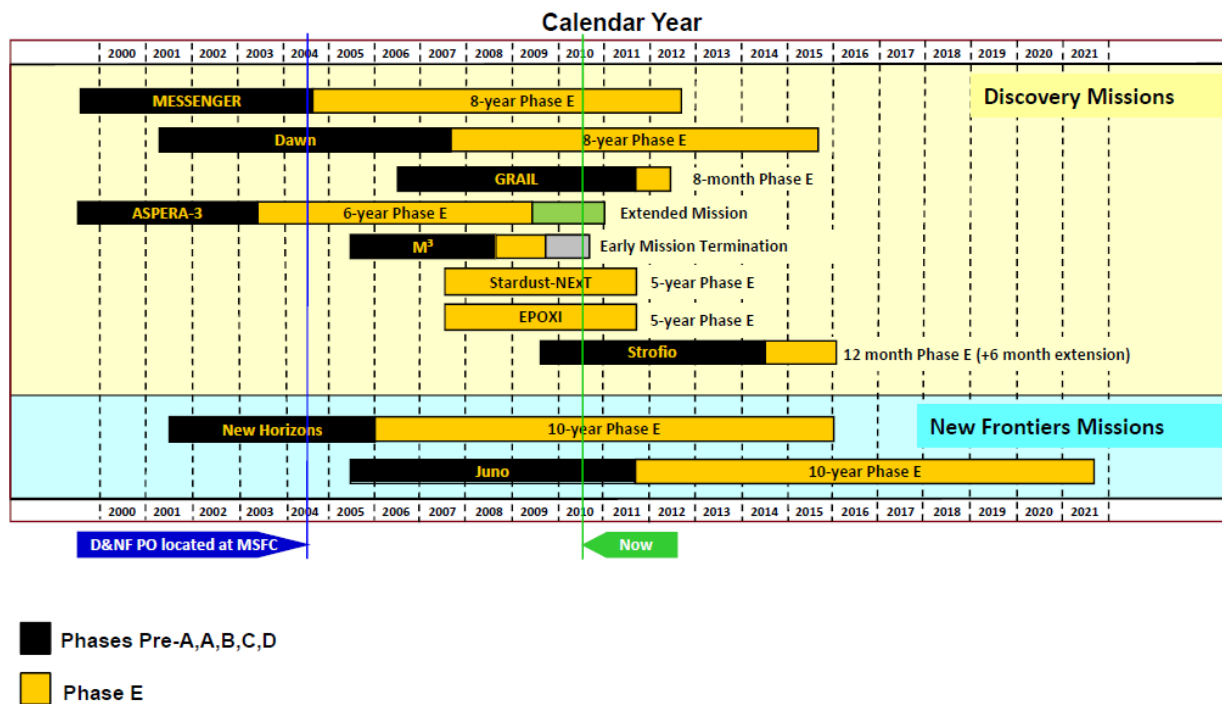 Calendar Year
2000 2001 2002 2003 2004 2005 2006 2007 2008 2009 2010 2011 2012 2013 2014 2015 2016 2017 2018 2019 2020 2021
MESSENGER 8-year Phase E Discovery Missions
Dawn 8-year Phase E
GRAIL 8-month Phase E
ASPERA-3 6-year Phase E Extended Mission
M³ Early Mission Termination
Stardust-NExT 5-year Phase E
EPOXI 5-year Phase E
Strofio 12 month Phase E (+6 month extension)
New Horizons 10-year Phase E New Frontiers Missions
Juno 10-year Phase E
2000 2001 2002 2003 2004 2005 2006 2007 2008 2009 2010 2011 2012 2013 2014 2015 2016 2017 2018 2019 2020 2021
D&NF PO located at MSFC Now
Phases Pre-A,A,B,C,D
Phase E